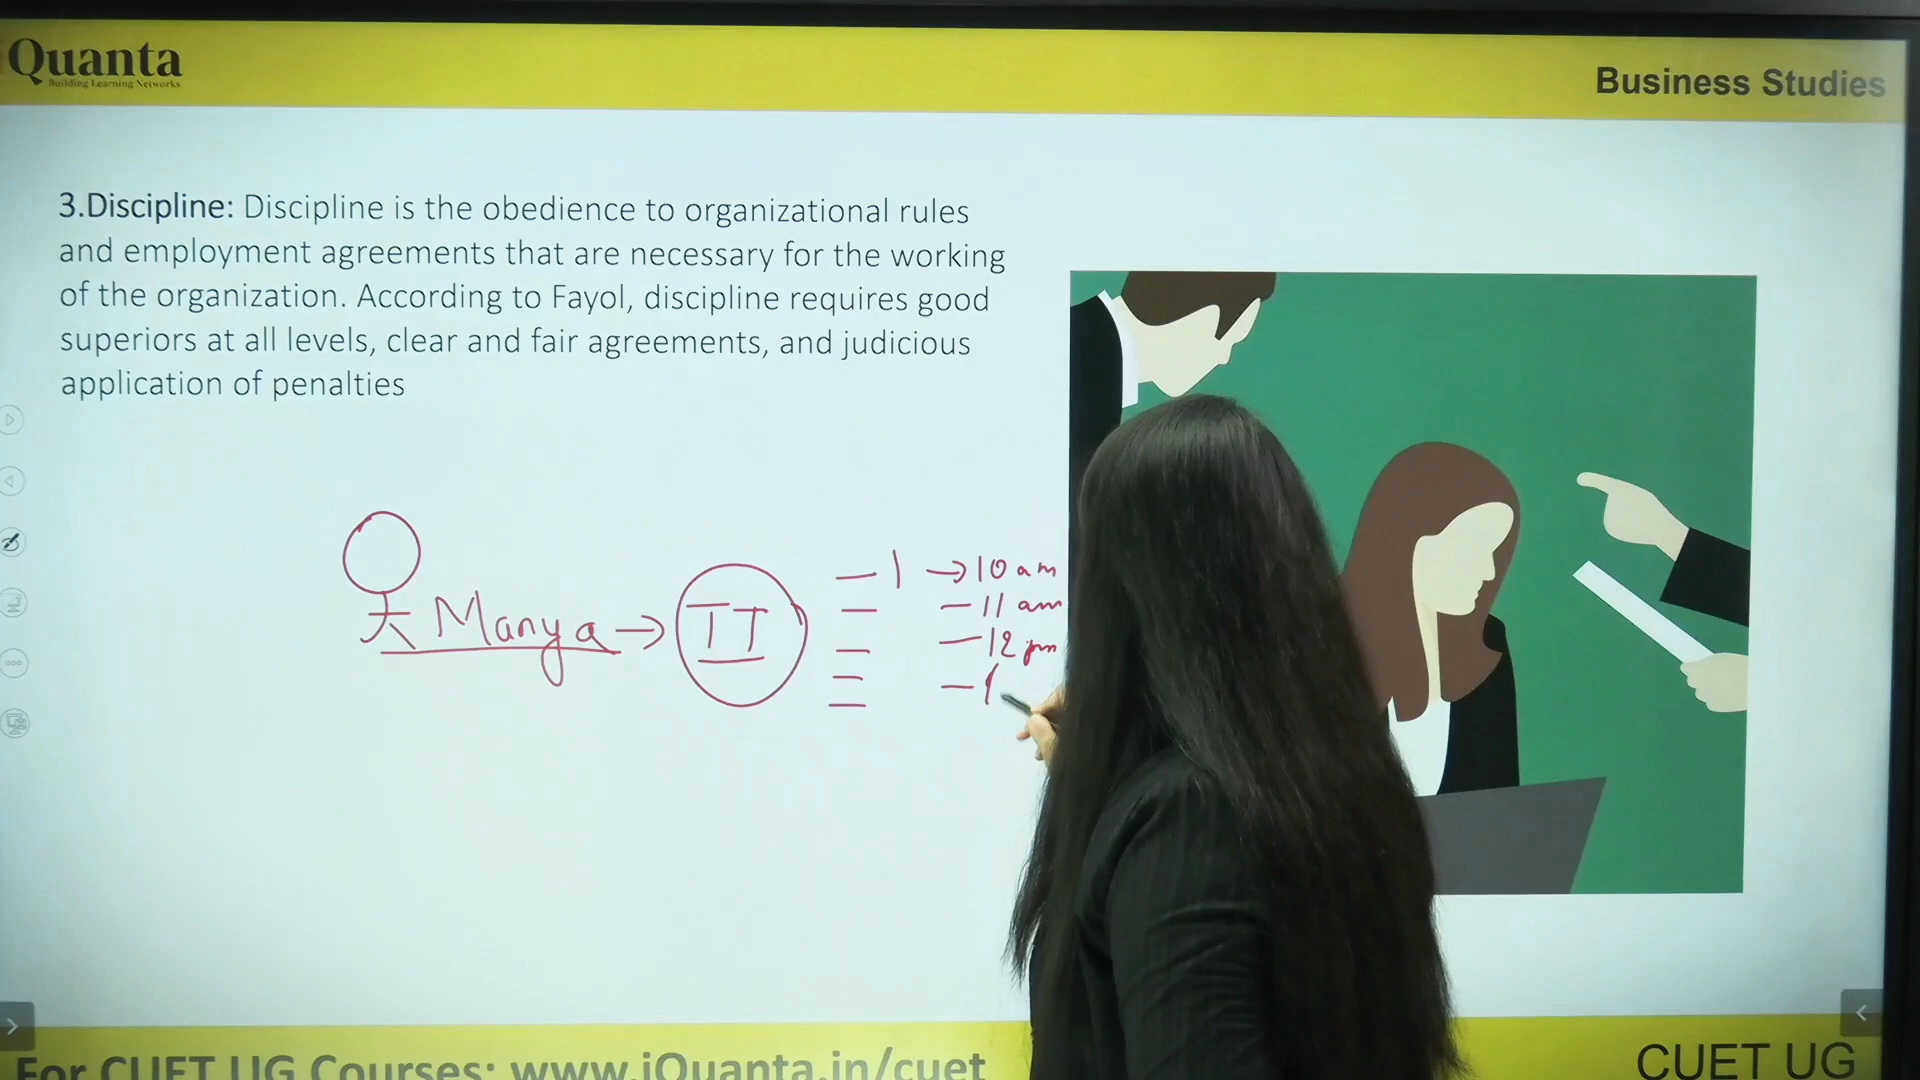 Quanta
Building Learning Networks
Business Studies
3.Discipline: Discipline is the obedience to organizational rules
and employment agreements that are necessary for the working
of the organization. According to Fayol, discipline requires good
superiors at all levels, clear and fair agreements, and judicious
application of penalties
Manya → IT
1 → 10 am
— 11 am
— 12 pm
— 1
For CUET UG Courses: www.iQuanta.in/cuet
CUET UG